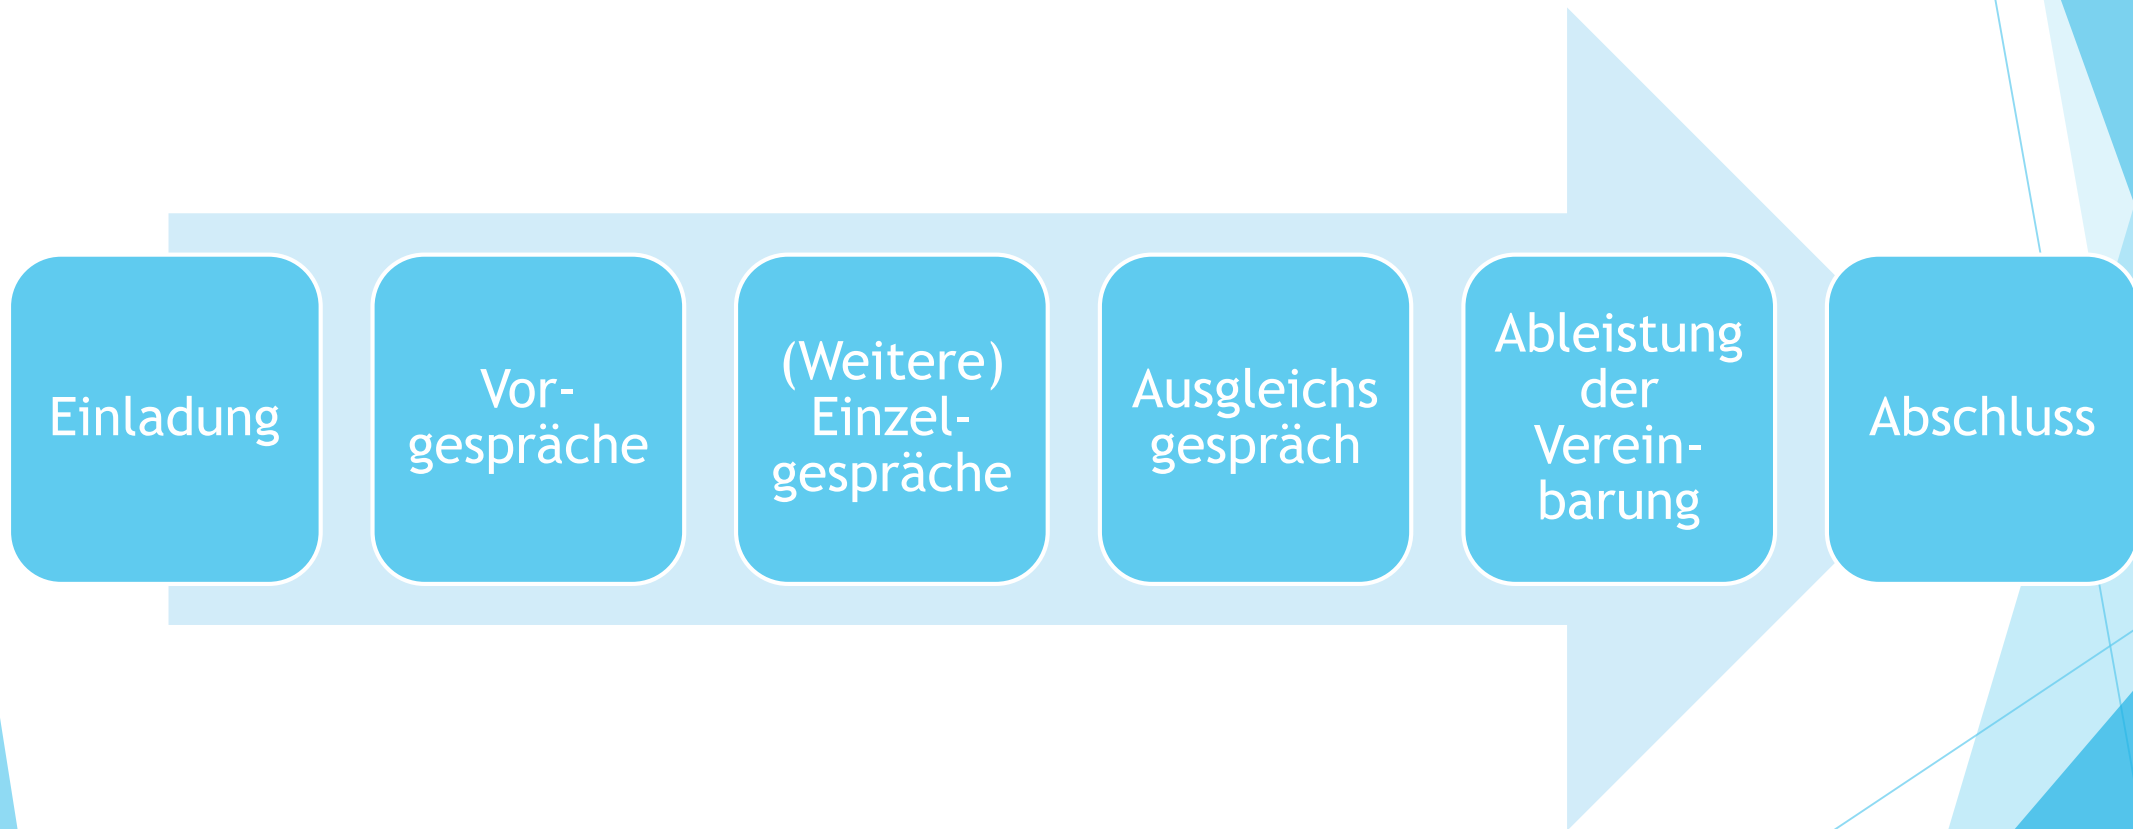 Einladung
Vor-
gespräche
(Weitere)
Einzel-
gespräche
Ausgleichs
gespräch
Ableistung
der
Verein-
barung
Abschluss